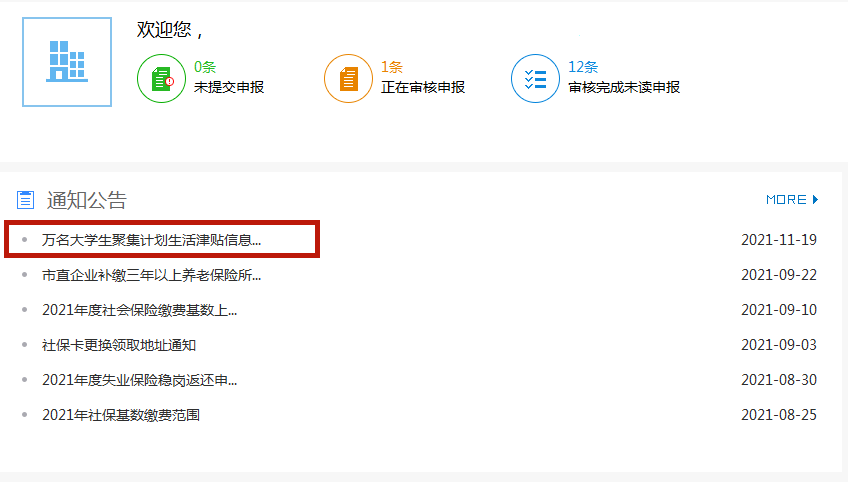 欢迎您，
0条
未提交申报
1条
正在审核申报
12条
审核完成未读申报
通知公告
MORE
万名大学生聚集计划生活津贴信息...
2021-11-19
市直企业补缴三年以上养老保险所...
2021-09-22
2021年度社会保险缴费基数上...
2021-09-10
社保卡更换领取地址通知
2021-09-03
2021年度失业保险稳岗返还申...
2021-08-30
2021年社保基数缴费范围
2021-08-25